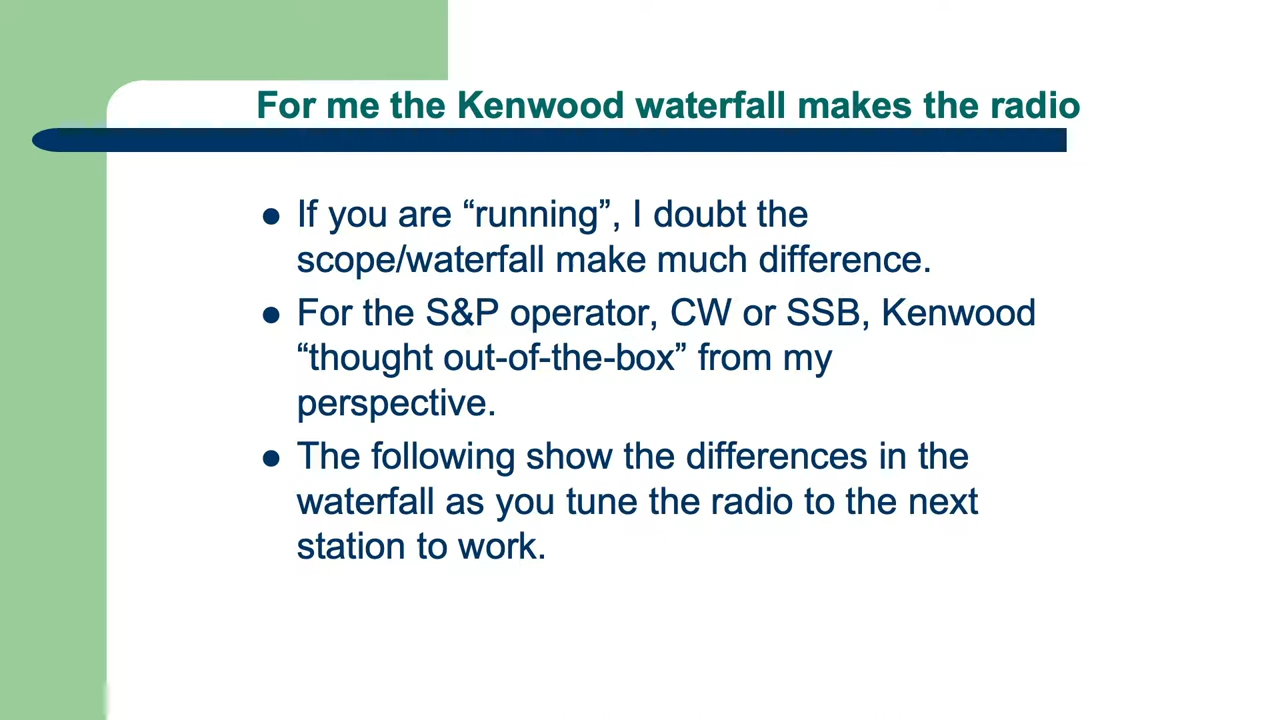 For me the Kenwood waterfall makes the radio
● If you are “running”, I doubt the
scope/waterfall make much difference.
● For the S&P operator, CW or SSB, Kenwood
“thought out-of-the-box” from my
perspective.
● The following show the differences in the
waterfall as you tune the radio to the next
station to work.